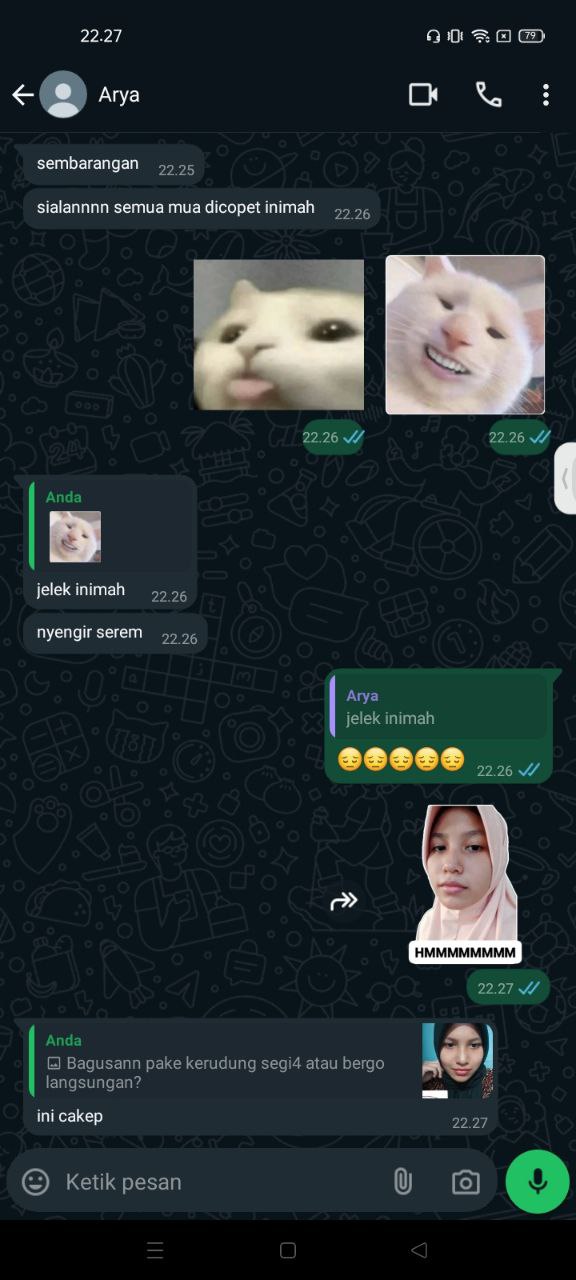 22.27
79
Arya
sembarangan 22.25
sialannnn semua mua dicopet inimah 22.26
22.26
22.26
Anda
jelek inimah 22.26
nyengir serem 22.26
Arya
jelek inimah
😔😔😔😔😔 22.26
HMMMMMMMM
22.27
Anda
Bagusann pake kerudung segi4 atau bergo
langsungan?
ini cakep 22.27
Ketik pesan